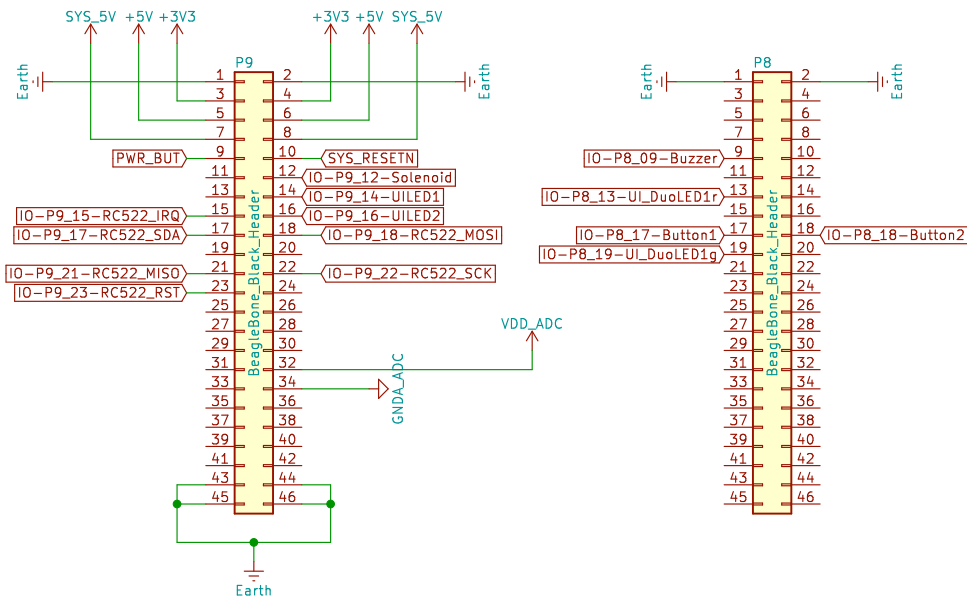 SYS_5V +5V +3V3 +3V3 +5V SYS_5V
P9
Earth
1 2
Earth
3 4
5 6
7 8
PWR_BUT 9 10 SYS_RESETN
11 12 IO-P9_12-Solenoid
13 14 IO-P9_14-UILED1
IO-P9_15-RC522_IRQ 15 16 IO-P9_16-UILED2
IO-P9_17-RC522_SDA 17 18 IO-P9_18-RC522_MOSI
19 20
IO-P9_21-RC522_MISO 21 22 IO-P9_22-RC522_SCK
IO-P9_23-RC522_RST 23 24
25 26
27 28
29 30
31 32
33 34
35 36
37 38
39 40
41 42
43 44
45 46
BeagleBone_Black_Header
VDD_ADC
GNDA_ADC
Earth
P8
Earth
1 2
Earth
3 4
5 6
7 8
IO-P8_09-Buzzer 9 10
11 12
IO-P8_13-UI_DuoLED1r 13 14
15 16
IO-P8_17-Button1 17 18 IO-P8_18-Button2
IO-P8_19-UI_DuoLED1g 19 20
21 22
23 24
25 26
27 28
29 30
31 32
33 34
35 36
37 38
39 40
41 42
43 44
45 46
BeagleBone_Black_Header